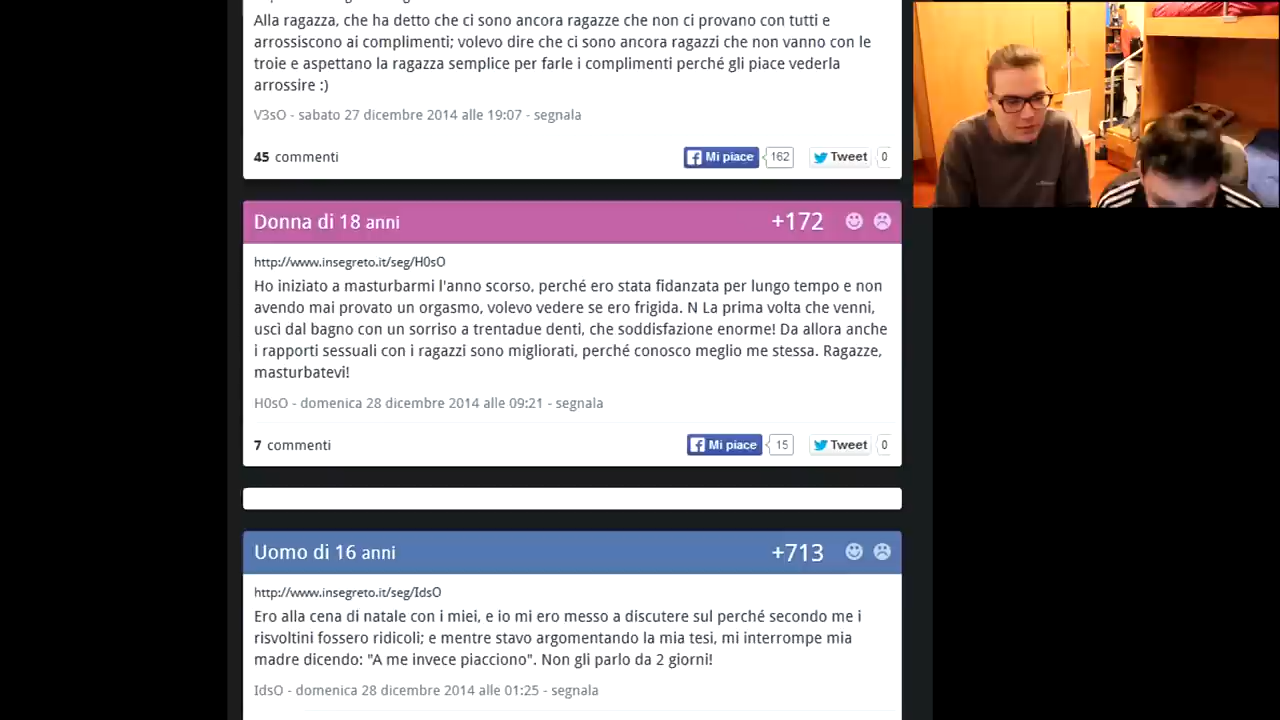 Alla ragazza, che ha detto che ci sono ancora ragazze che non ci provano con tutti e
arrossiscono ai complimenti; volevo dire che ci sono ancora ragazzi che non vanno con le
troie e aspettano la ragazza semplice per farle i complimenti perché gli piace vederla
arrossire :)
V3sO - sabato 27 dicembre 2014 alle 19:07 - segnala
45 commenti Mi piace 162 Tweet 0
Donna di 18 anni +172
http://www.insegreto.it/seg/H0sO
Ho iniziato a masturbarmi l'anno scorso, perché ero stata fidanzata per lungo tempo e non
avendo mai provato un orgasmo, volevo vedere se ero frigida. N La prima volta che venni,
uscì dal bagno con un sorriso a trentadue denti, che soddisfazione enorme! Da allora anche
i rapporti sessuali con i ragazzi sono migliorati, perché conosco meglio me stessa. Ragazze,
masturbatevi!
H0sO - domenica 28 dicembre 2014 alle 09:21 - segnala
7 commenti Mi piace 15 Tweet 0
Uomo di 16 anni +713
http://www.insegreto.it/seg/IdsO
Ero alla cena di natale con i miei, e io mi ero messo a discutere sul perché secondo me i
risvoltini fossero ridicoli; e mentre stavo argomentando la mia tesi, mi interrompe mia
madre dicendo: "A me invece piacciono". Non gli parlo da 2 giorni!
IdsO - domenica 28 dicembre 2014 alle 01:25 - segnala